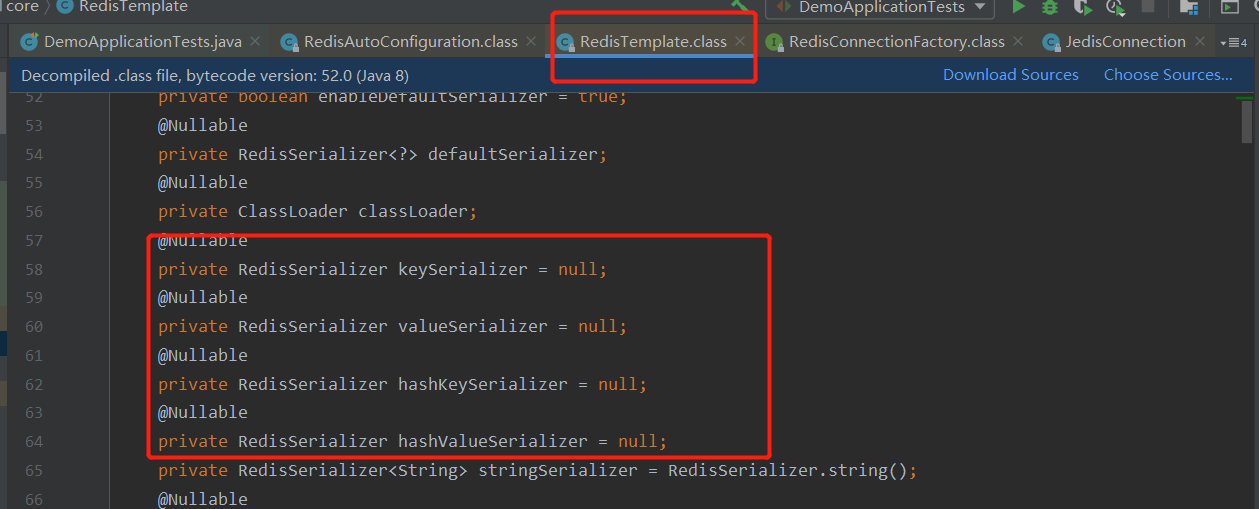 core 〉 RedisTemplate
DemoApplicationTests
DemoApplicationTests.java RedisAutoConfiguration.class RedisTemplate.class RedisConnectionFactory.class JedisConnection 4
Decompiled .class file, bytecode version: 52.0 (Java 8) Download Sources Choose Sources...
52 private boolean enableDefaultSerializer = true;
53 @Nullable
54 private RedisSerializer<?> defaultSerializer;
55 @Nullable
56 private ClassLoader classLoader;
57 @Nullable
58 private RedisSerializer keySerializer = null;
59 @Nullable
60 private RedisSerializer valueSerializer = null;
61 @Nullable
62 private RedisSerializer hashKeySerializer = null;
63 @Nullable
64 private RedisSerializer hashValueSerializer = null;
65 private RedisSerializer<String> stringSerializer = RedisSerializer.string();
66 @Nullable